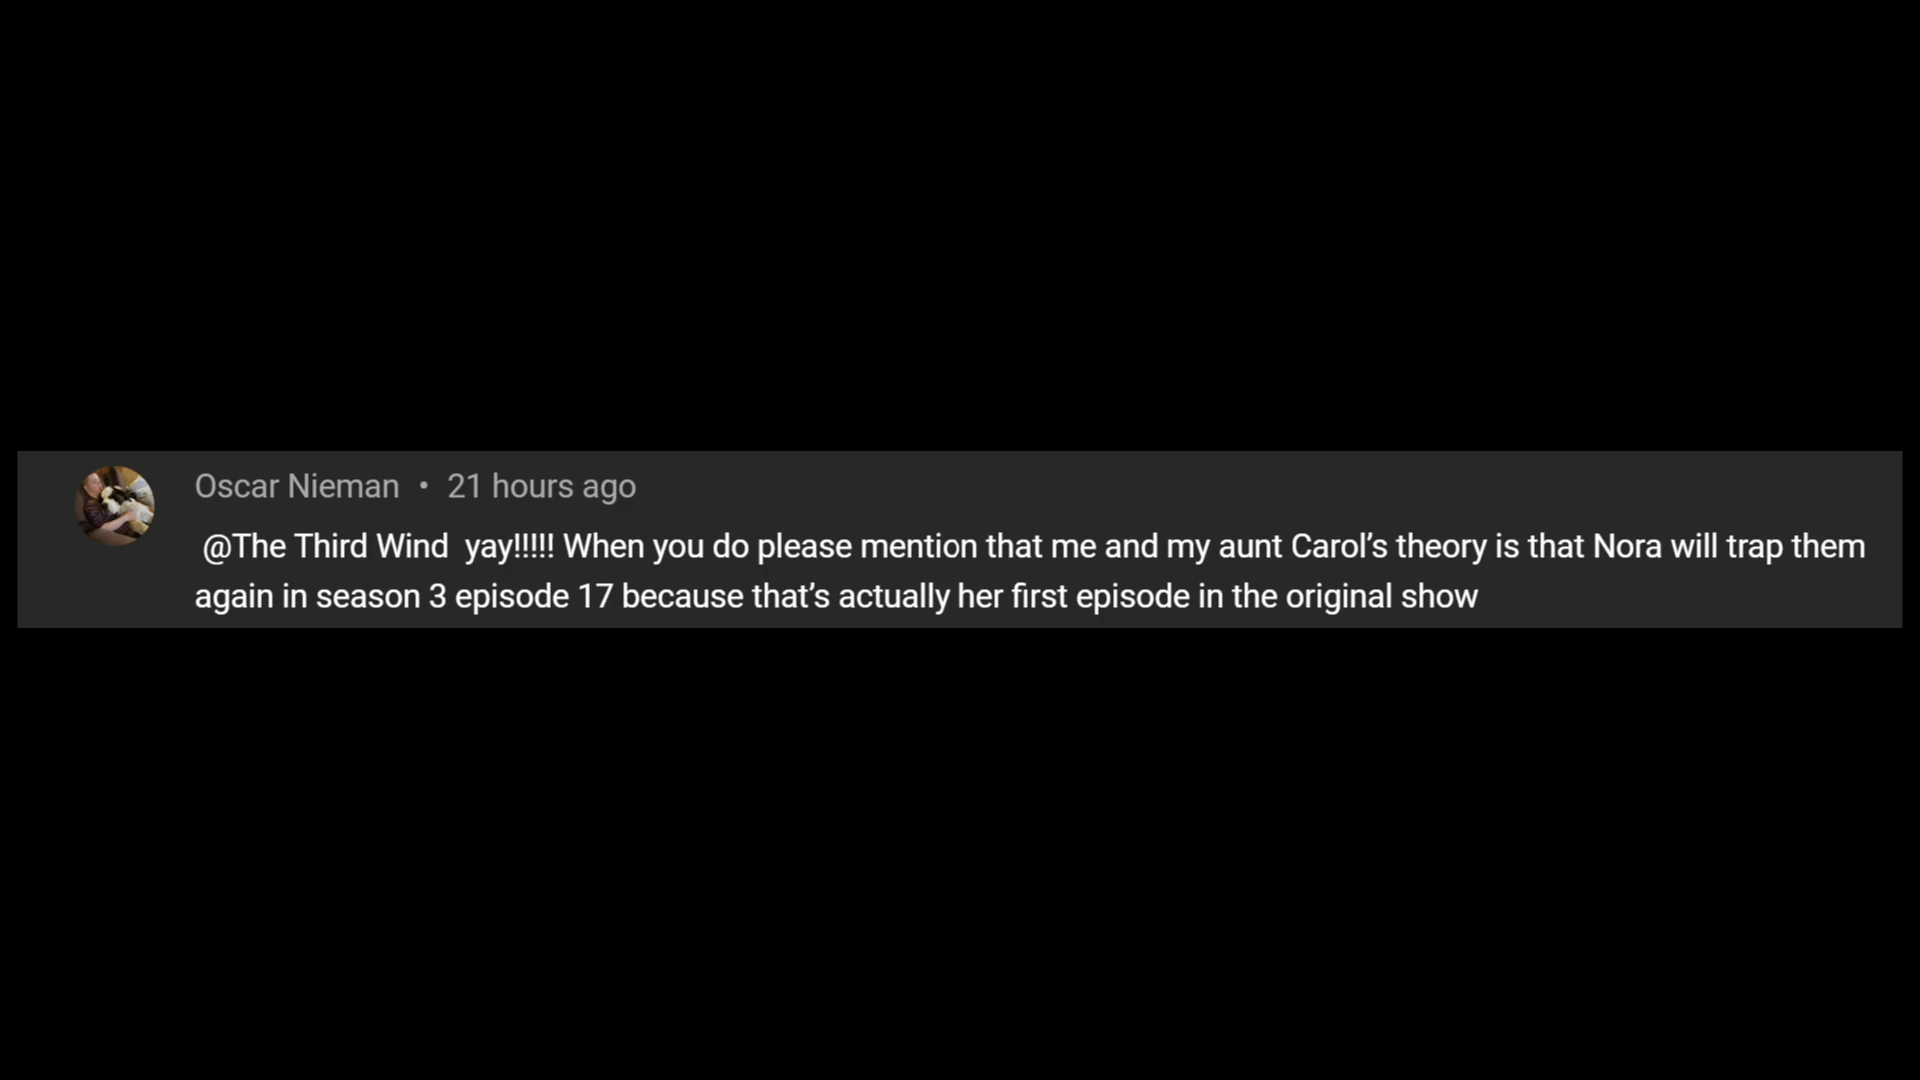 Oscar Nieman • 21 hours ago
@The Third Wind yay!!!!! When you do please mention that me and my aunt Carol’s theory is that Nora will trap them
again in season 3 episode 17 because that’s actually her first episode in the original show